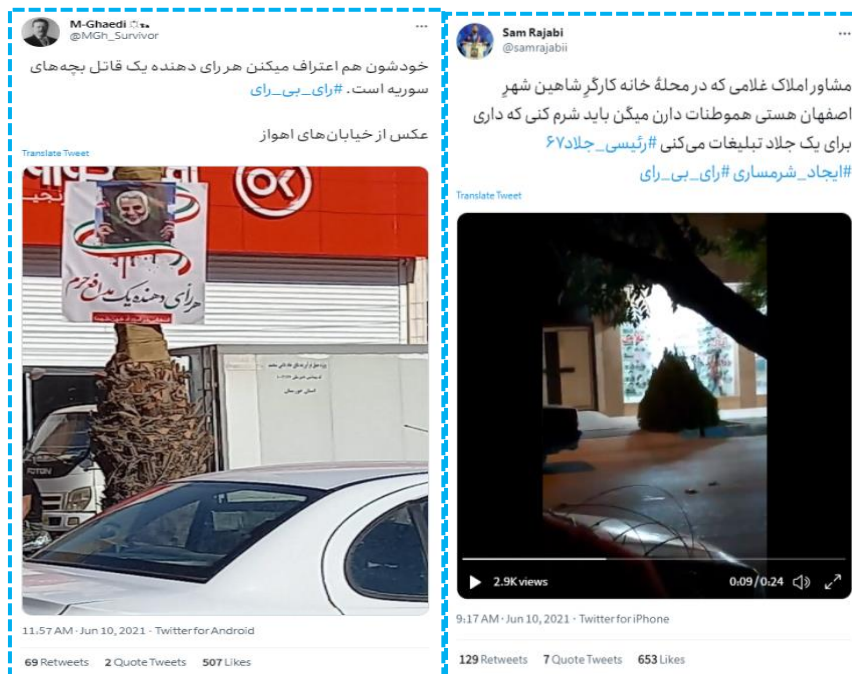 M-Ghaedi
@MGh_Survivor
خودشون هم اعتراف میکنن هر رای دهنده یک قاتل بچه‌های
سوریه است. #رای_بی_رای
عکس از خیابان‌های اهواز
Translate Tweet
OK
هر رأی دهنده یک مدافع حرم
FOTON
11:57 AM · Jun 10, 2021 · Twitter for Android
69 Retweets 2 Quote Tweets 507 Likes
Sam Rajabi
@samrajabii
مشاور املاک غلامی که در محلهٔ خانه کارگرِ شاهین شهرِ
اصفهان هستی هموطنات دارن میگن باید شرم کنی که داری
برای یک جلاد تبلیغات می‌کنی #رئیسی_جلاد۶۷
#ایجاد_شرمساری #رای_بی_رای
Translate Tweet
2.9K views 0:09/0:24
9:17 AM · Jun 10, 2021 · Twitter for iPhone
129 Retweets 7 Quote Tweets 653 Likes